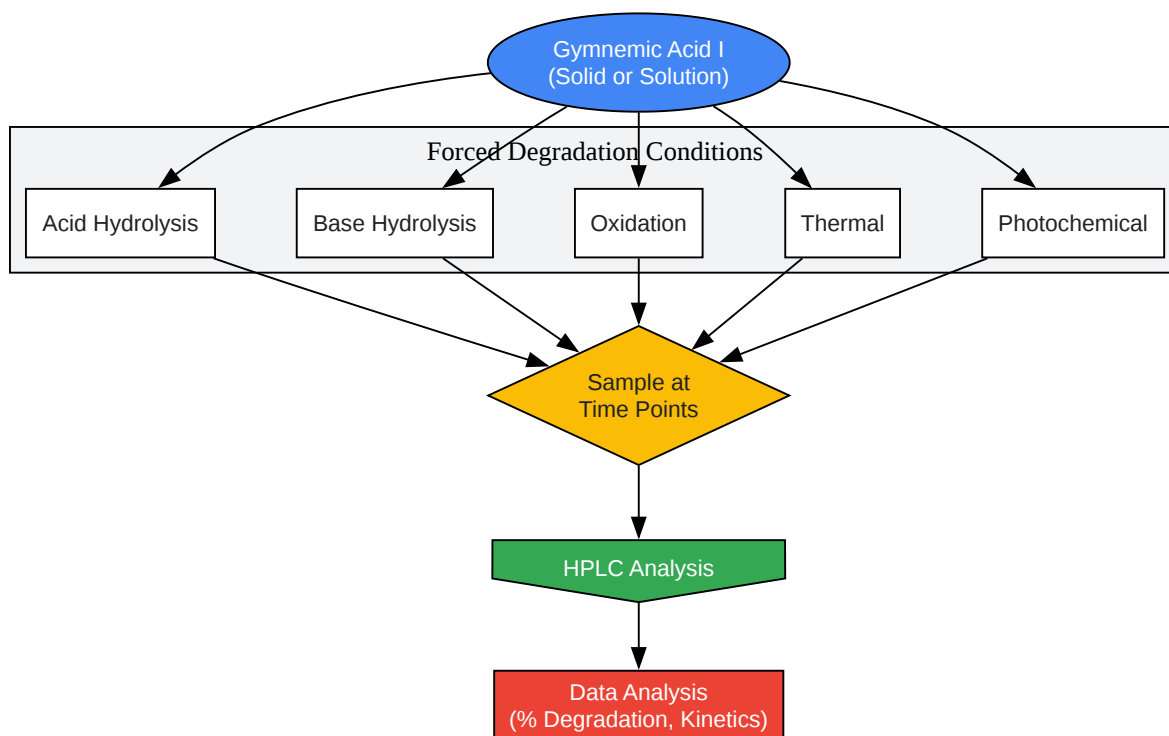 Gymnemic Acid I
(Solid or Solution)
Forced Degradation Conditions
Acid Hydrolysis
Base Hydrolysis
Oxidation
Thermal
Photochemical
Sample at
Time Points
HPLC Analysis
Data Analysis
(% Degradation, Kinetics)